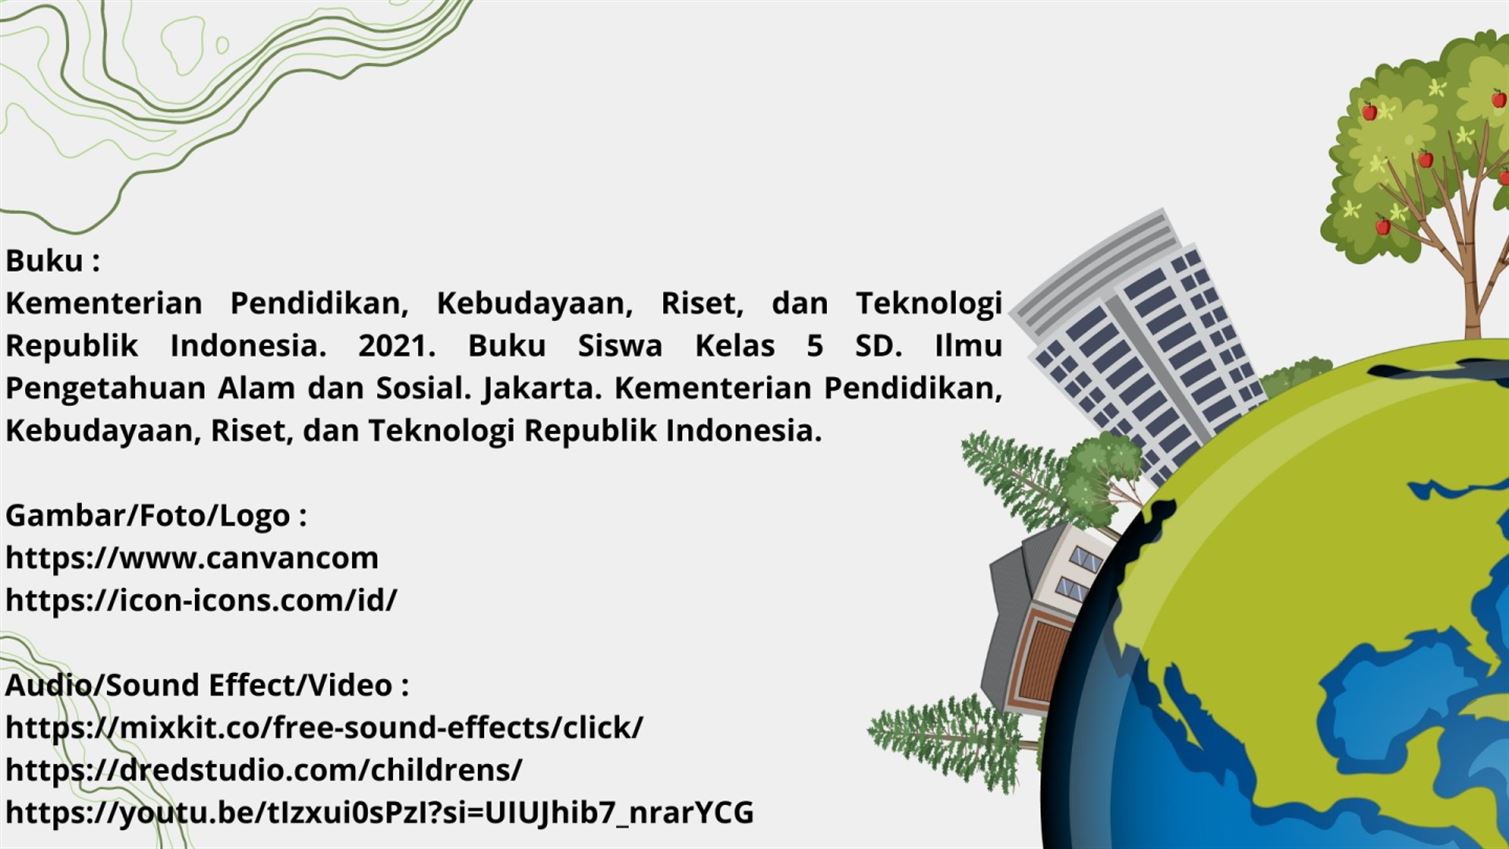 Buku :
Kementerian Pendidikan, Kebudayaan, Riset, dan Teknologi
Republik Indonesia. 2021. Buku Siswa Kelas 5 SD. Ilmu
Pengetahuan Alam dan Sosial. Jakarta. Kementerian Pendidikan,
Kebudayaan, Riset, dan Teknologi Republik Indonesia.
Gambar/Foto/Logo :
https://www.canvancom
https://icon-icons.com/id/
Audio/Sound Effect/Video :
https://mixkit.co/free-sound-effects/click/
https://dredstudio.com/childrens/
https://youtu.be/tIzxui0sPzI?si=UIUJhib7_nrarYCG